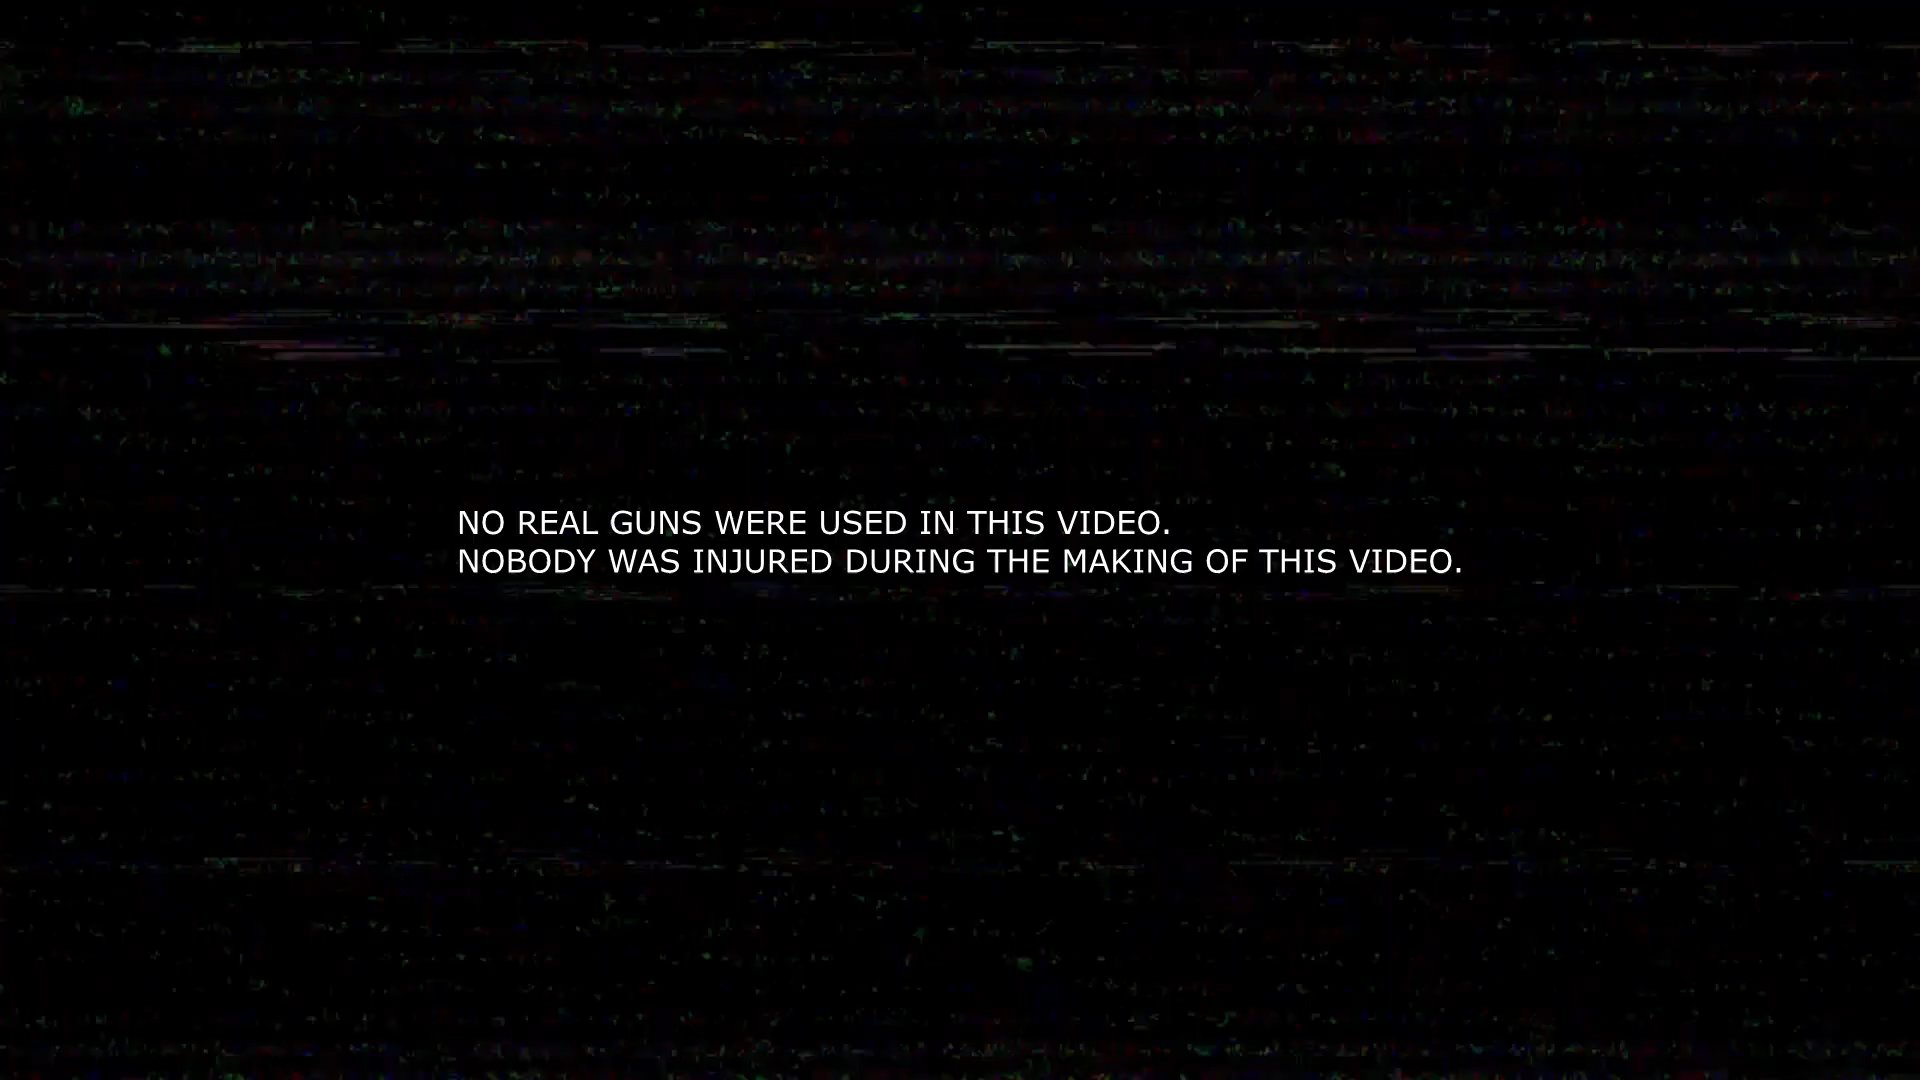 NO REAL GUNS WERE USED IN THIS VIDEO.
NOBODY WAS INJURED DURING THE MAKING OF THIS VIDEO.